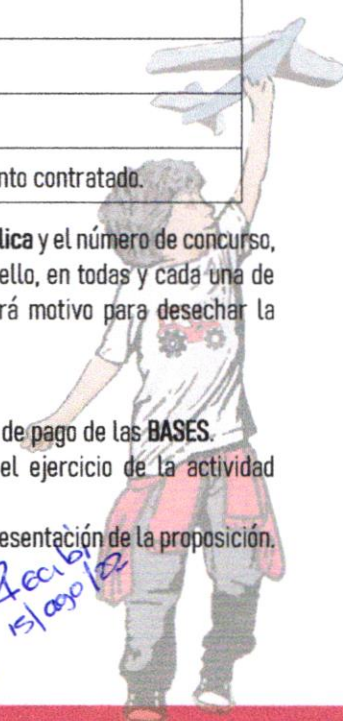 nto contratado.
lica y el número de concurso,
ello, en todas y cada una de
rá motivo para desechar la
de pago de las BASES.
el ejercicio de la actividad
esentación de la proposición.
Recibí
15/ago/22